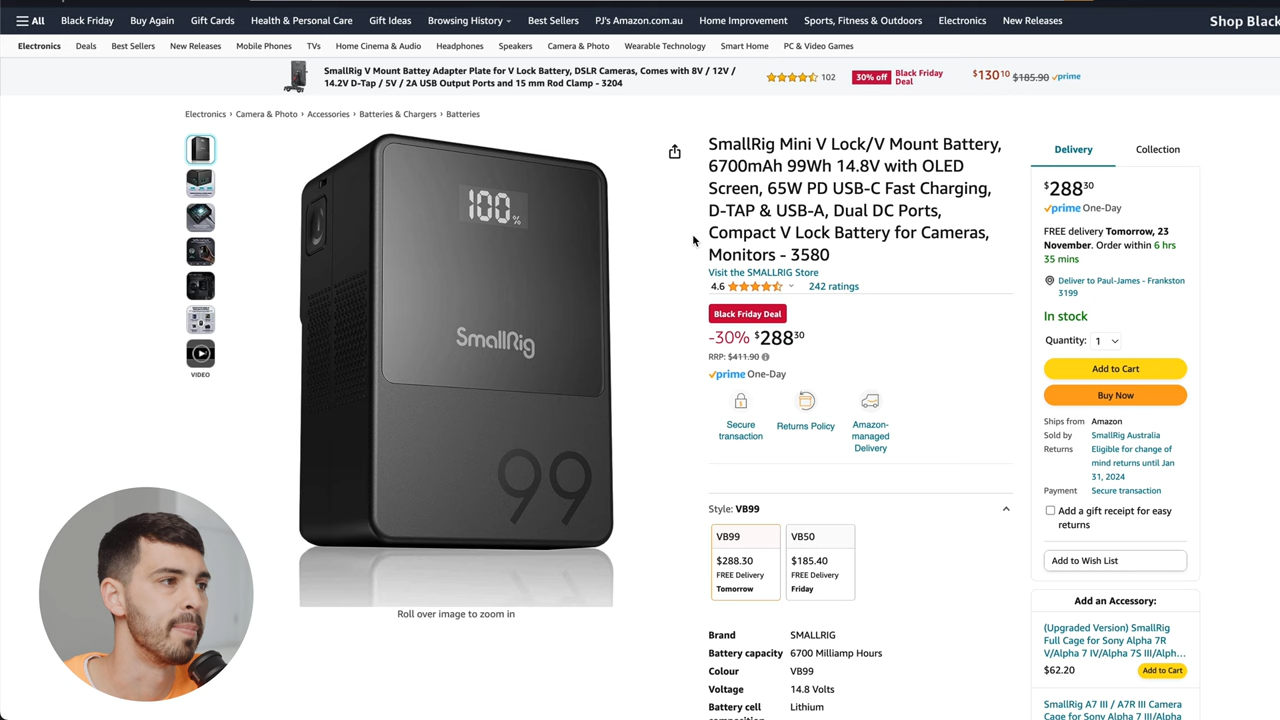 All
Black Friday
Buy Again
Gift Cards
Health & Personal Care
Gift Ideas
Browsing History
Best Sellers
PJ's Amazon.com.au
Home Improvement
Sports, Fitness & Outdoors
Electronics
New Releases
Shop Black
Electronics
Deals
Best Sellers
New Releases
Mobile Phones
TVs
Home Cinema & Audio
Headphones
Speakers
Camera & Photo
Wearable Technology
Smart Home
PC & Video Games
SmallRig V Mount Battey Adapter Plate for V Lock Battery, DSLR Cameras, Comes with 8V / 12V /
14.2V D-Tap / 5V / 2A USB Output Ports and 15 mm Rod Clamp - 3204
102
30% off
Black Friday
Deal
$13010 $185.90 prime
Electronics › Camera & Photo › Accessories › Batteries & Chargers › Batteries
100%
SmallRig
99
VIDEO
Roll over image to zoom in
SmallRig Mini V Lock/V Mount Battery,
6700mAh 99Wh 14.8V with OLED
Screen, 65W PD USB-C Fast Charging,
D-TAP & USB-A, Dual DC Ports,
Compact V Lock Battery for Cameras,
Monitors - 3580
Visit the SMALLRIG Store
4.6
242 ratings
Black Friday Deal
-30% $28830
RRP: $411.90
prime One-Day
Secure
transaction
Returns Policy
Amazon-
managed
Delivery
Style: VB99
VB99
$288.30
FREE Delivery
Tomorrow
VB50
$185.40
FREE Delivery
Friday
Brand SMALLRIG
Battery capacity 6700 Milliamp Hours
Colour VB99
Voltage 14.8 Volts
Battery cell Lithium
Delivery
Collection
$28830
prime One-Day
FREE delivery Tomorrow, 23
November. Order within 6 hrs
35 mins
Deliver to Paul-James - Frankston
3199
In stock
Quantity: 1
Add to Cart
Buy Now
Ships from Amazon
Sold by SmallRig Australia
Returns Eligible for change of
mind returns until Jan
31, 2024
Payment Secure transaction
Add a gift receipt for easy
returns
Add to Wish List
Add an Accessory:
(Upgraded Version) SmallRig
Full Cage for Sony Alpha 7R
V/Alpha 7 IV/Alpha 7S III/Alph...
$62.20
Add to Cart
SmallRig A7 III / A7R III Camera
Cage for Sony Alpha 7 III /